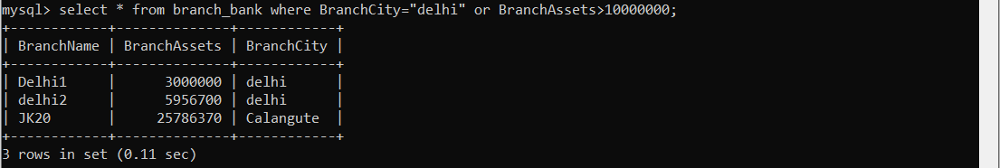 mysql> select * from branch_bank where BranchCity="delhi" or BranchAssets>10000000;
+------------+--------------+------------+
| BranchName | BranchAssets | BranchCity |
+------------+--------------+------------+
| Delhi1     |      3000000 | delhi      |
| delhi2     |      5956700 | delhi      |
| JK20       |     25786370 | Calangute  |
+------------+--------------+------------+
3 rows in set (0.11 sec)